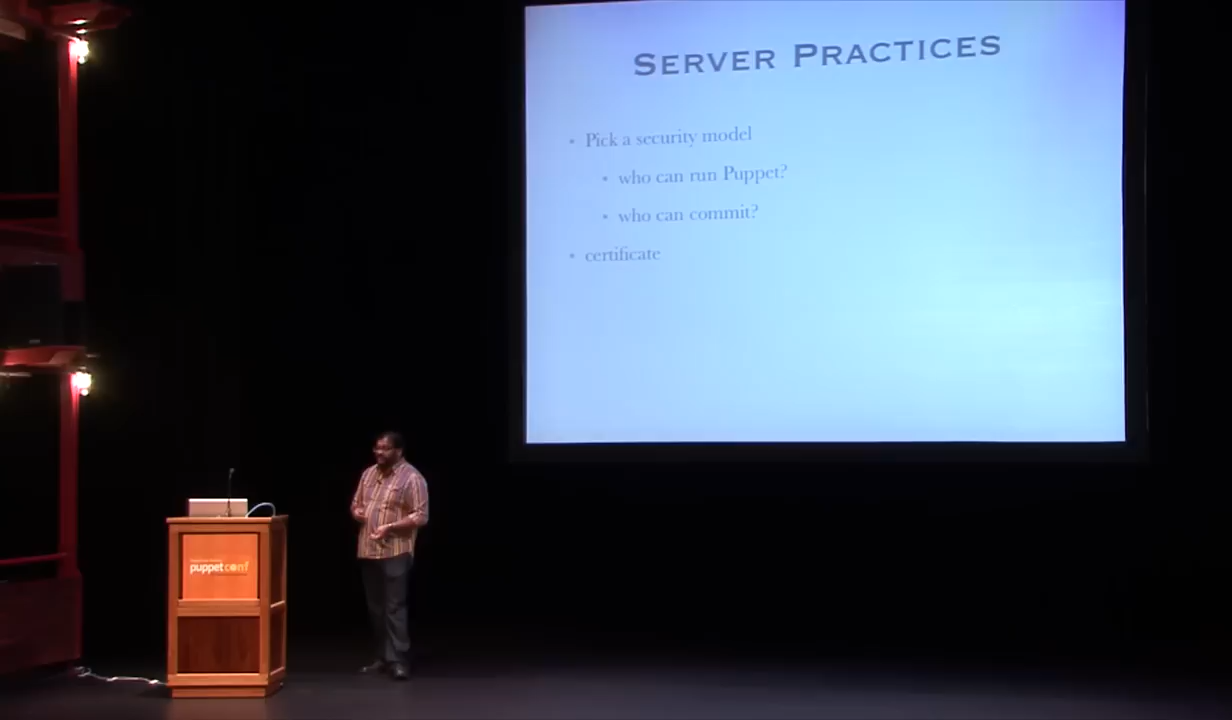 SERVER PRACTICES
• Pick a security model
• who can run Puppet?
• who can commit?
• certificate
puppetconf